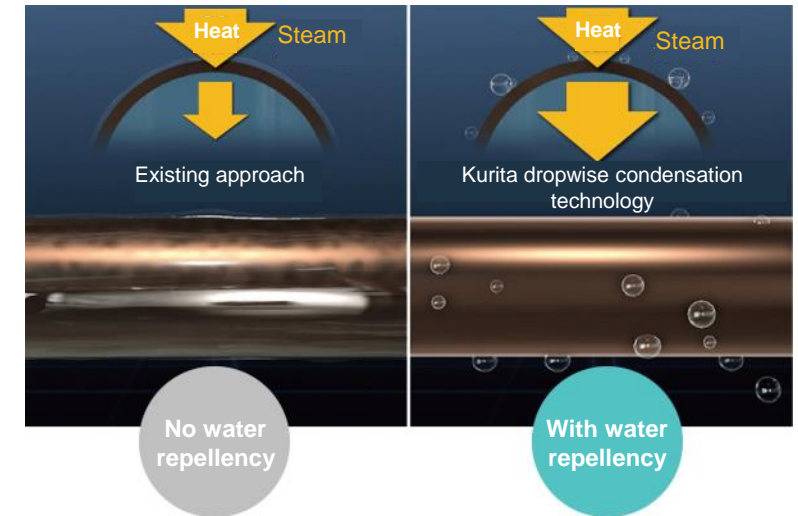 Heat
Steam
Existing approach
No water
repellency
Heat
Steam
Kurita dropwise condensation
technology
With water
repellency